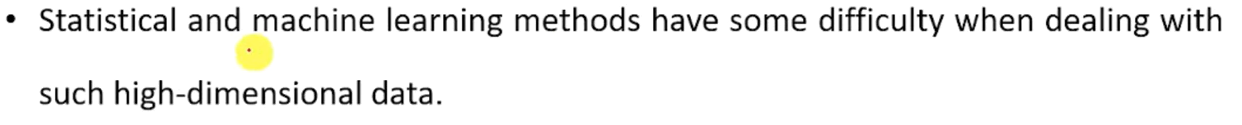 • Statistical and machine learning methods have some difficulty when dealing with
such high-dimensional data.